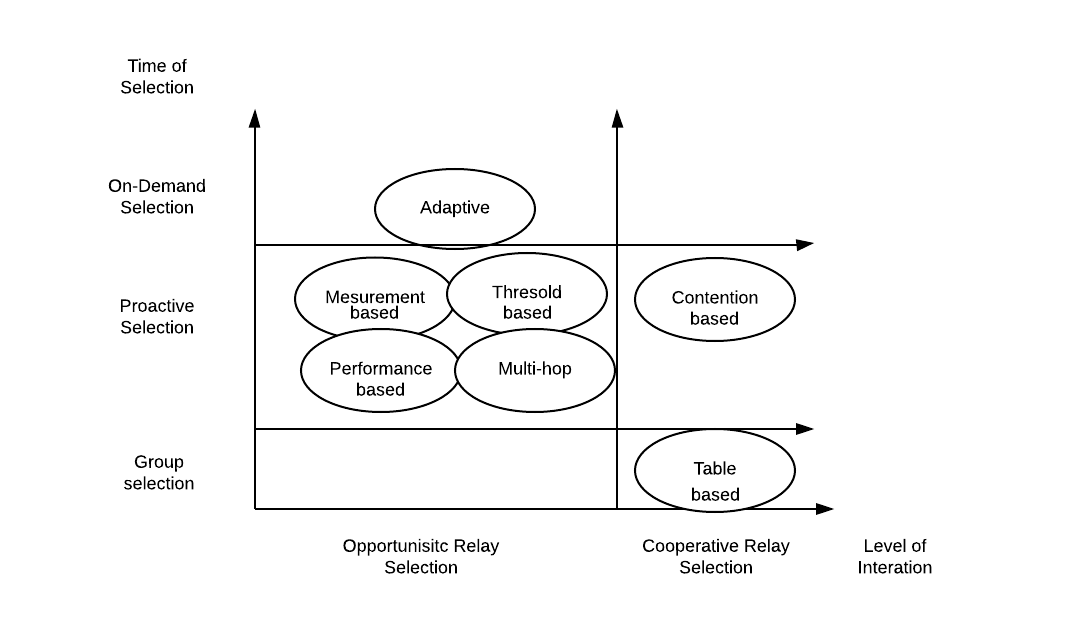 Time of
Selection
On-Demand
Selection
Adaptive
Proactive
Selection
Mesurement
based
Thresold
based
Contention
based
Performance
based
Multi-hop
Group
selection
Table
based
Opportunisitc Relay
Selection
Cooperative Relay
Selection
Level of
Interation